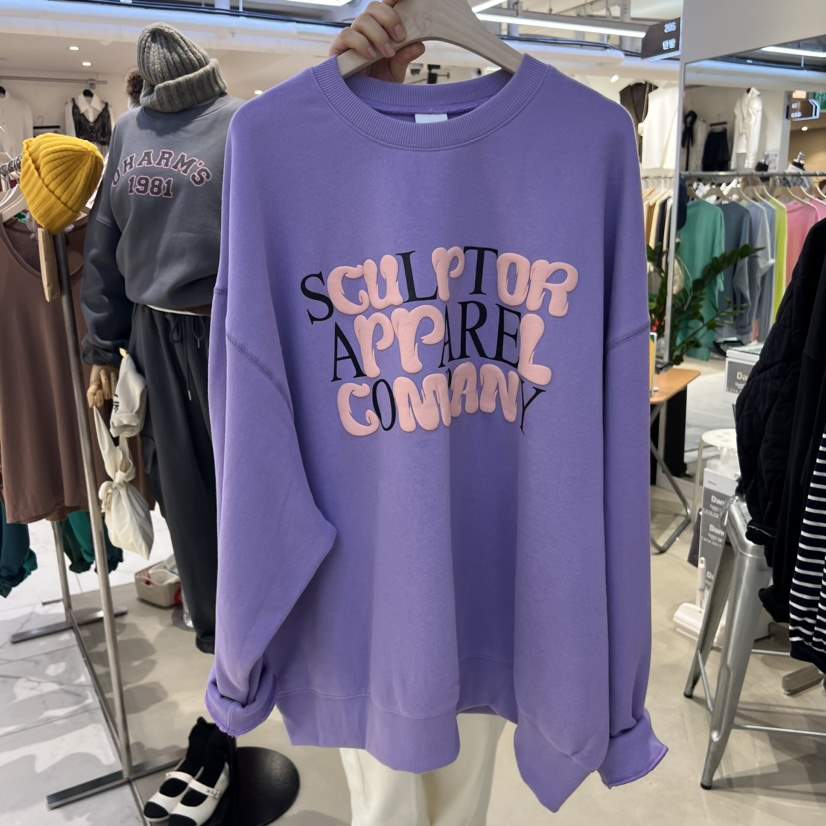 SCULPTOR
APPAREL
COMPANY
CHARM'S
1981